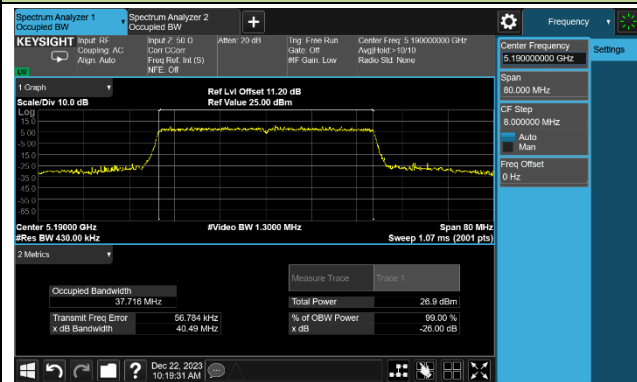 Spectrum Analyzer 1
Occupied BW
Spectrum Analyzer 2
Occupied BW
Frequency
KEYSIGHT
Input: RF
Coupling: AC
Align: Auto
Input Z: 50 Ω
Corr CCorr
Freq Ref: Int (S)
NFE: Off
Atten: 20 dB
Trig: Free Run
Gate: Off
#IF Gain: Low
Center Freq: 5.190000000 GHz
Avg|Hold:>10/10
Radio Std: None
Center Frequency
5.190000000 GHz
Settings
Span
80.000 MHz
CF Step
8.000000 MHz
Auto
Man
Freq Offset
0 Hz
1 Graph
Scale/Div 10.0 dB
Ref Lvl Offset 11.20 dB
Ref Value 25.00 dBm
Log
15.0
5.00
-5.00
-15.0
-25.0
-35.0
-45.0
-55.0
-65.0
Center 5.19000 GHz
#Res BW 430.00 kHz
#Video BW 1.3000 MHz
Span 80 MHz
Sweep 1.07 ms (2001 pts)
2 Metrics
Measure Trace
Trace 1
Occupied Bandwidth
37.716 MHz
Total Power
26.9 dBm
Transmit Freq Error
56.784 kHz
% of OBW Power
99.00 %
x dB Bandwidth
40.49 MHz
x dB
-26.00 dB
Dec 22, 2023
10:19:31 AM